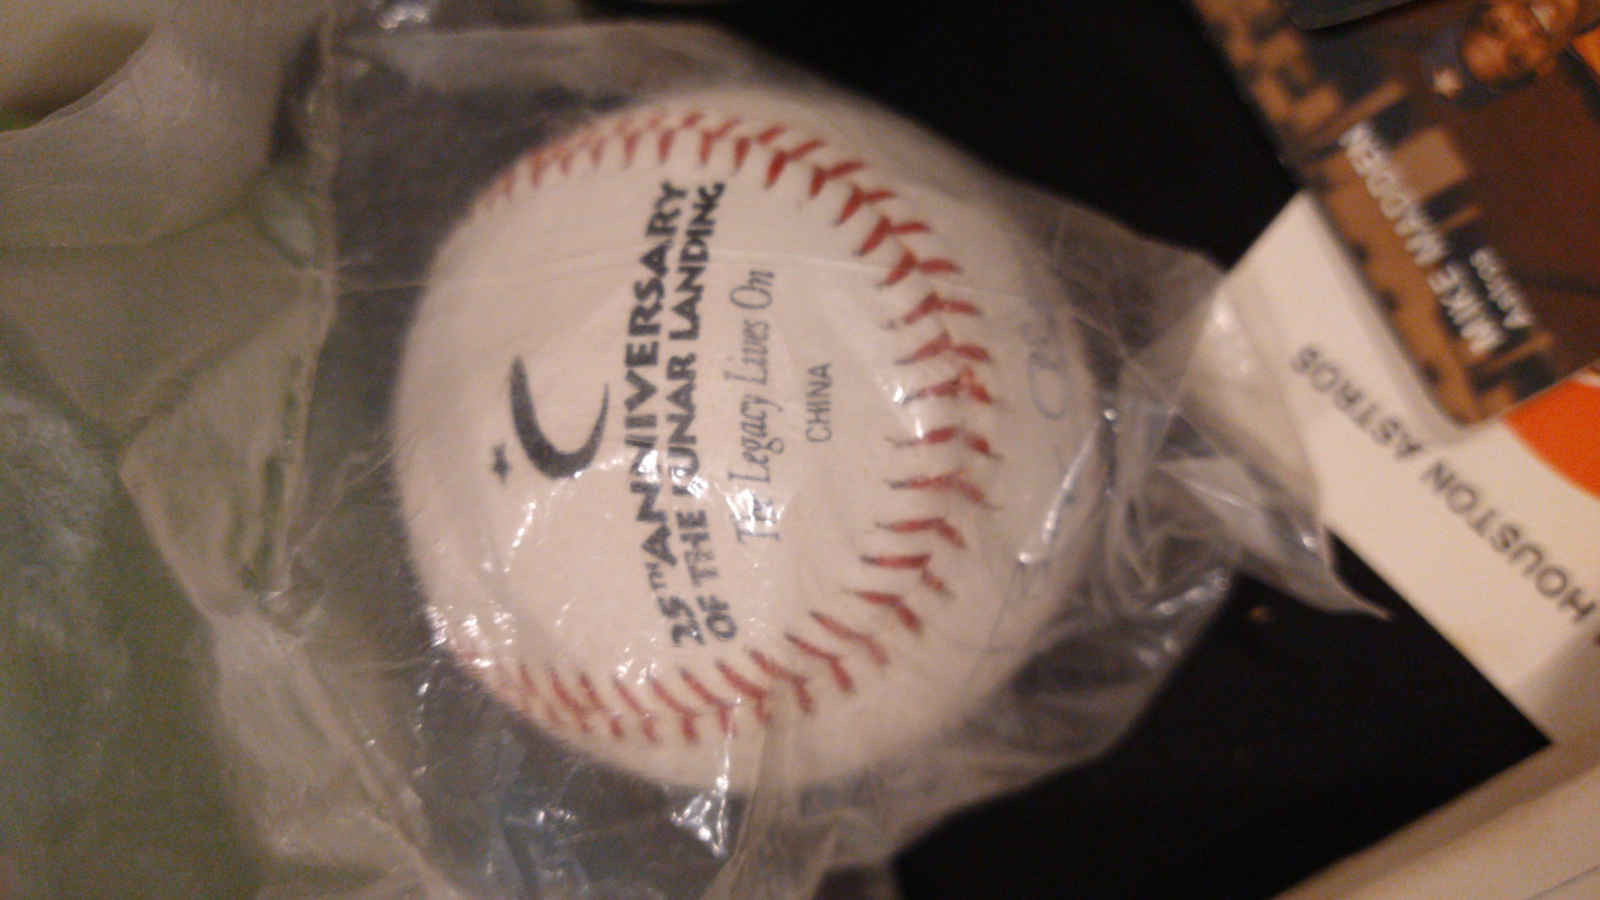 25TH ANNIVERSARY
OF THE LUNAR LANDING
The Legacy Lives On
CHINA
MIKE MADDEN
HOUSTON ASTROS